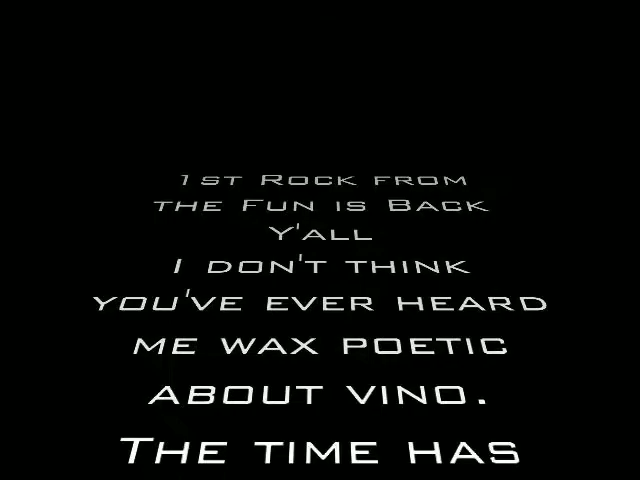 1st Rock from
the Fun is Back
Y'all
I don't think
you've ever heard
me wax poetic
about vino.
The time has